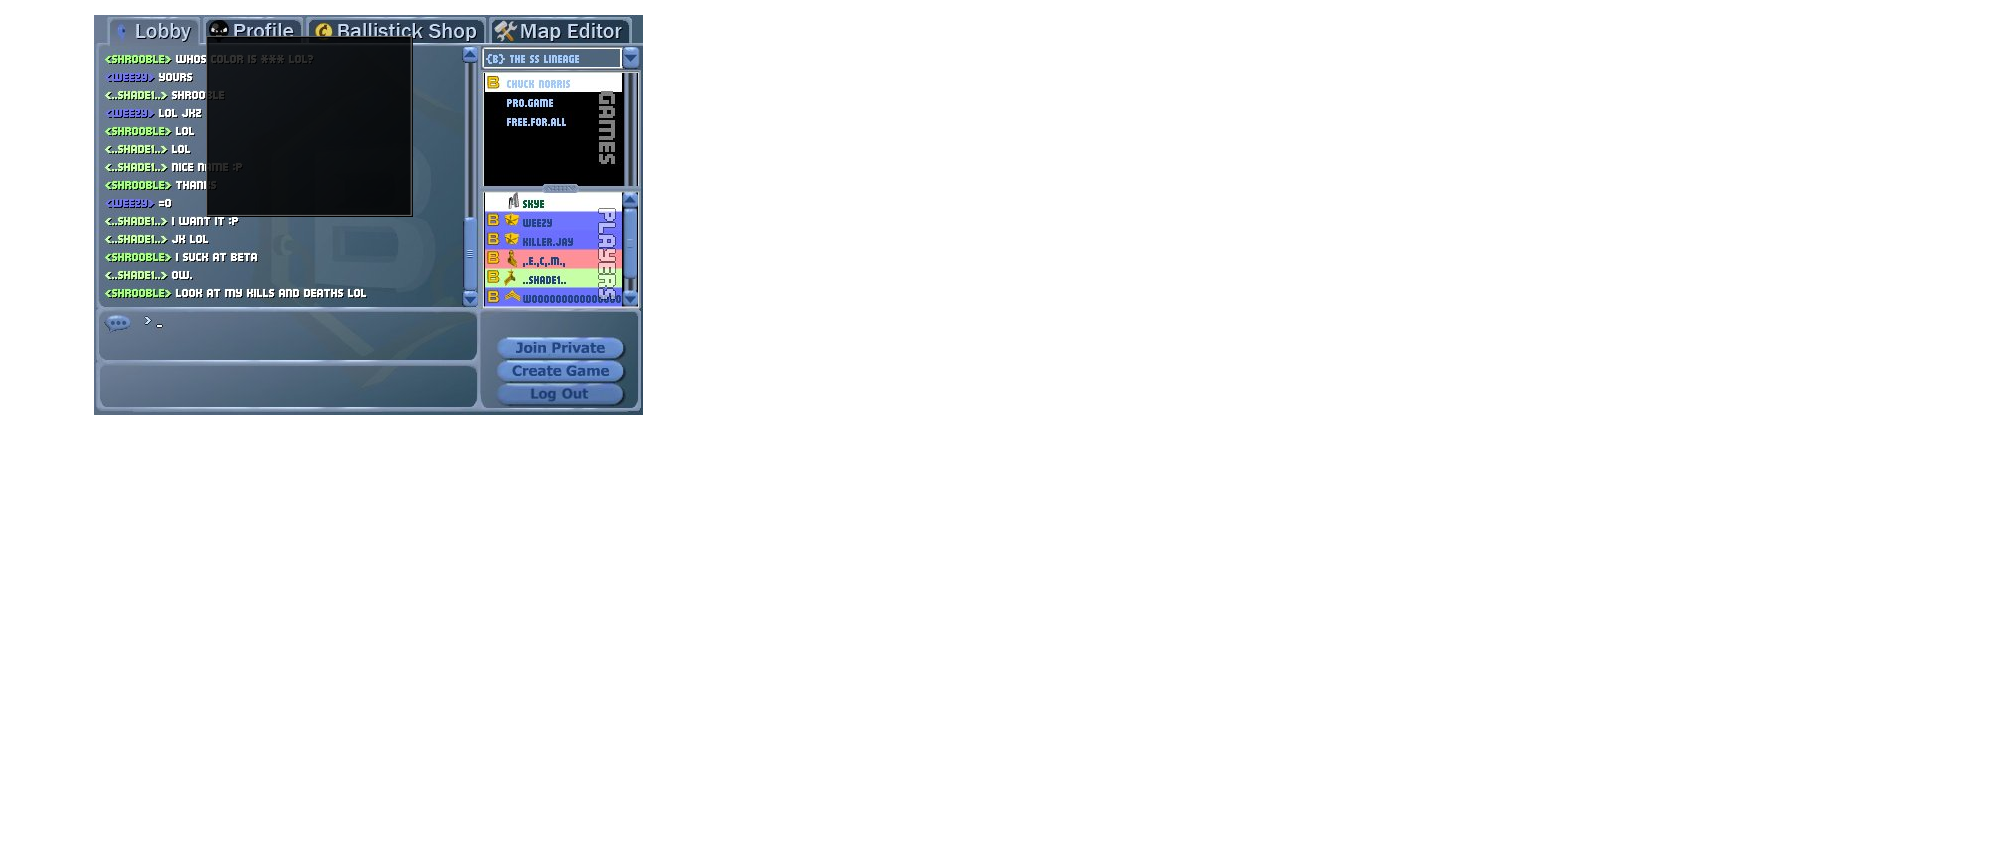 Lobby
Profile
Ballistick Shop
Map Editor
<SHROOBLE> WHOS COLOR IS *** LOL?
<WEEZY> YOURS
<..SHADE1..> SHROOBLE
<WEEZY> LOL JKZ
<SHROOBLE> LOL
<..SHADE1..> LOL
<..SHADE1..> NICE NAME :P
<SHROOBLE> THANKS
<WEEZY> =O
<..SHADE1..> I WANT IT :P
<..SHADE1..> JK LOL
<SHROOBLE> I SUCK AT BETA
<..SHADE1..> OW.
<SHROOBLE> LOOK AT MY KILLS AND DEATHS LOL
> _
{B} THE SS LINEAGE
B CHUCK NORRIS
PRO.GAME
FREE.FOR.ALL
GAMES
SKYE
B WEEZY
B KILLER.JAY
B ,.E.,C,.M.,
B ..SHADE1..
B
PLAYERS
Join Private
Create Game
Log Out